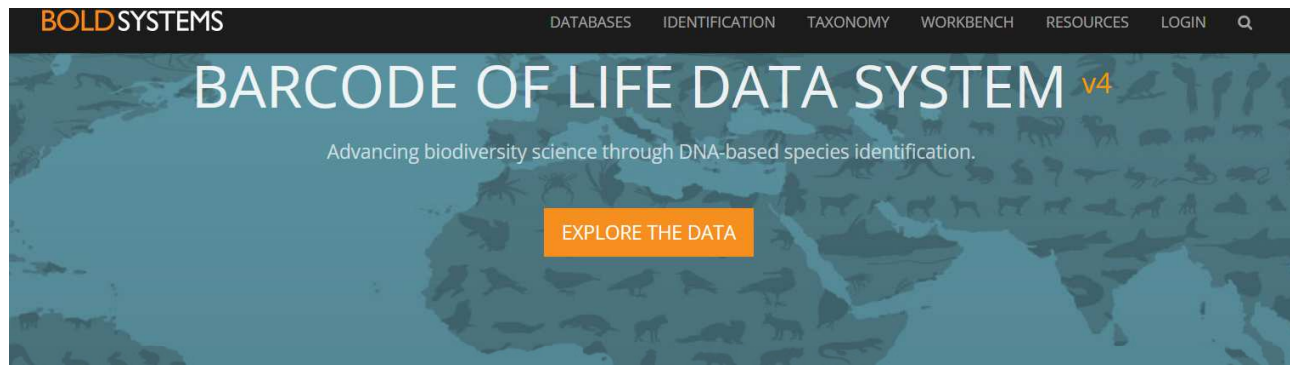 BOLDSYSTEMS DATABASES IDENTIFICATION TAXONOMY WORKBENCH RESOURCES LOGIN
BARCODE OF LIFE DATA SYSTEM v4
Advancing biodiversity science through DNA-based species identification.
EXPLORE THE DATA